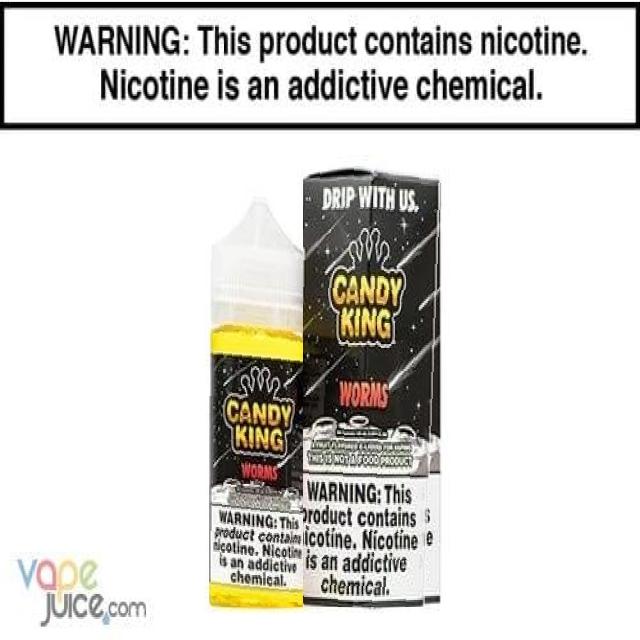 WARNING: This product contains nicotine.
Nicotine is an addictive chemical.
DRIP WITH US.
CANDY
KING
WORMS
THIS IS NOT A FOOD PRODUCT
WARNING: This
product contains
nicotine. Nicotine
is an addictive
chemical.
CANDY
KING
WORMS
WARNING: This
product contains
nicotine. Nicotine
is an addictive
chemical.
s
e
vape
JUICE.com